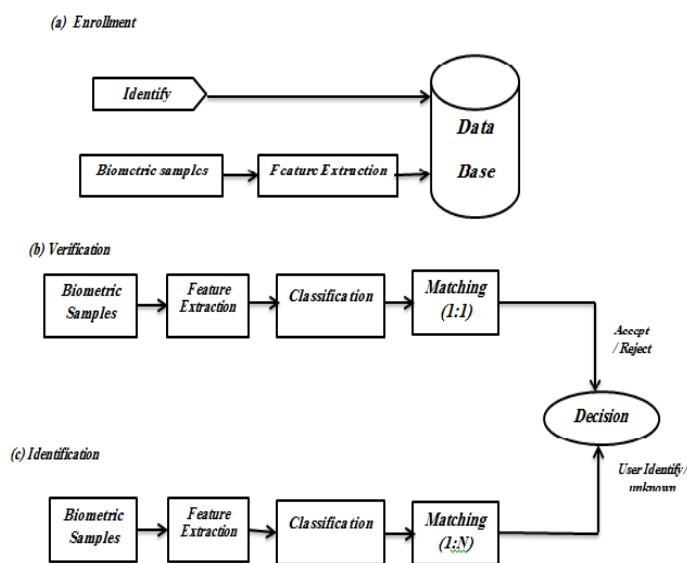 (a) Enrollment
Identify
Data
Base
Biometric samples
Feature Extraction
(b) Verification
Biometric
Samples
Feature
Extraction
Classification
Matching
(1:1)
Accept
/ Reject
Decision
(c) Identification
User Identify/
unknown
Biometric
Samples
Feature
Extraction
Classification
Matching
(1:N)